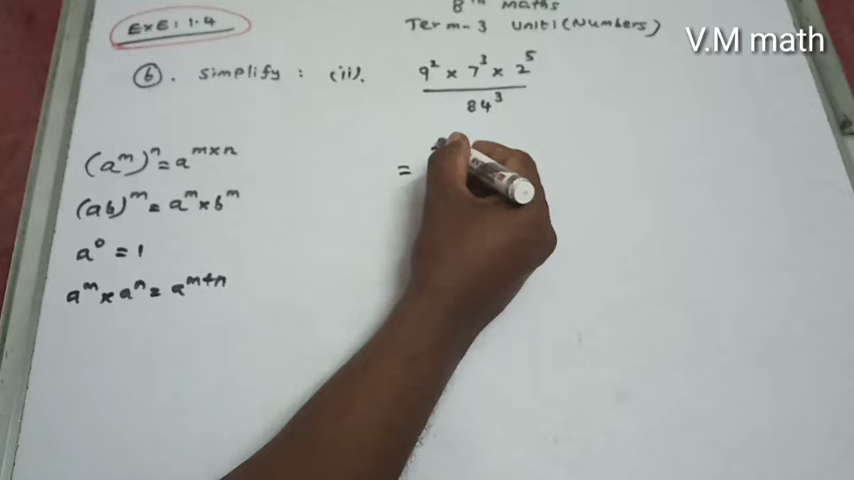 8th Maths
ExE: 1.4
Term-3 Unit1 (Numbers)
V.M math
6. Simplify: (ii). 9² × 7³ × 2⁵
84³
(aᵐ)ⁿ = aᵐˣⁿ
=
(ab)ᵐ = aᵐ × bᵐ
a⁰ = 1
aᵐ × aⁿ = aᵐ⁺ⁿ